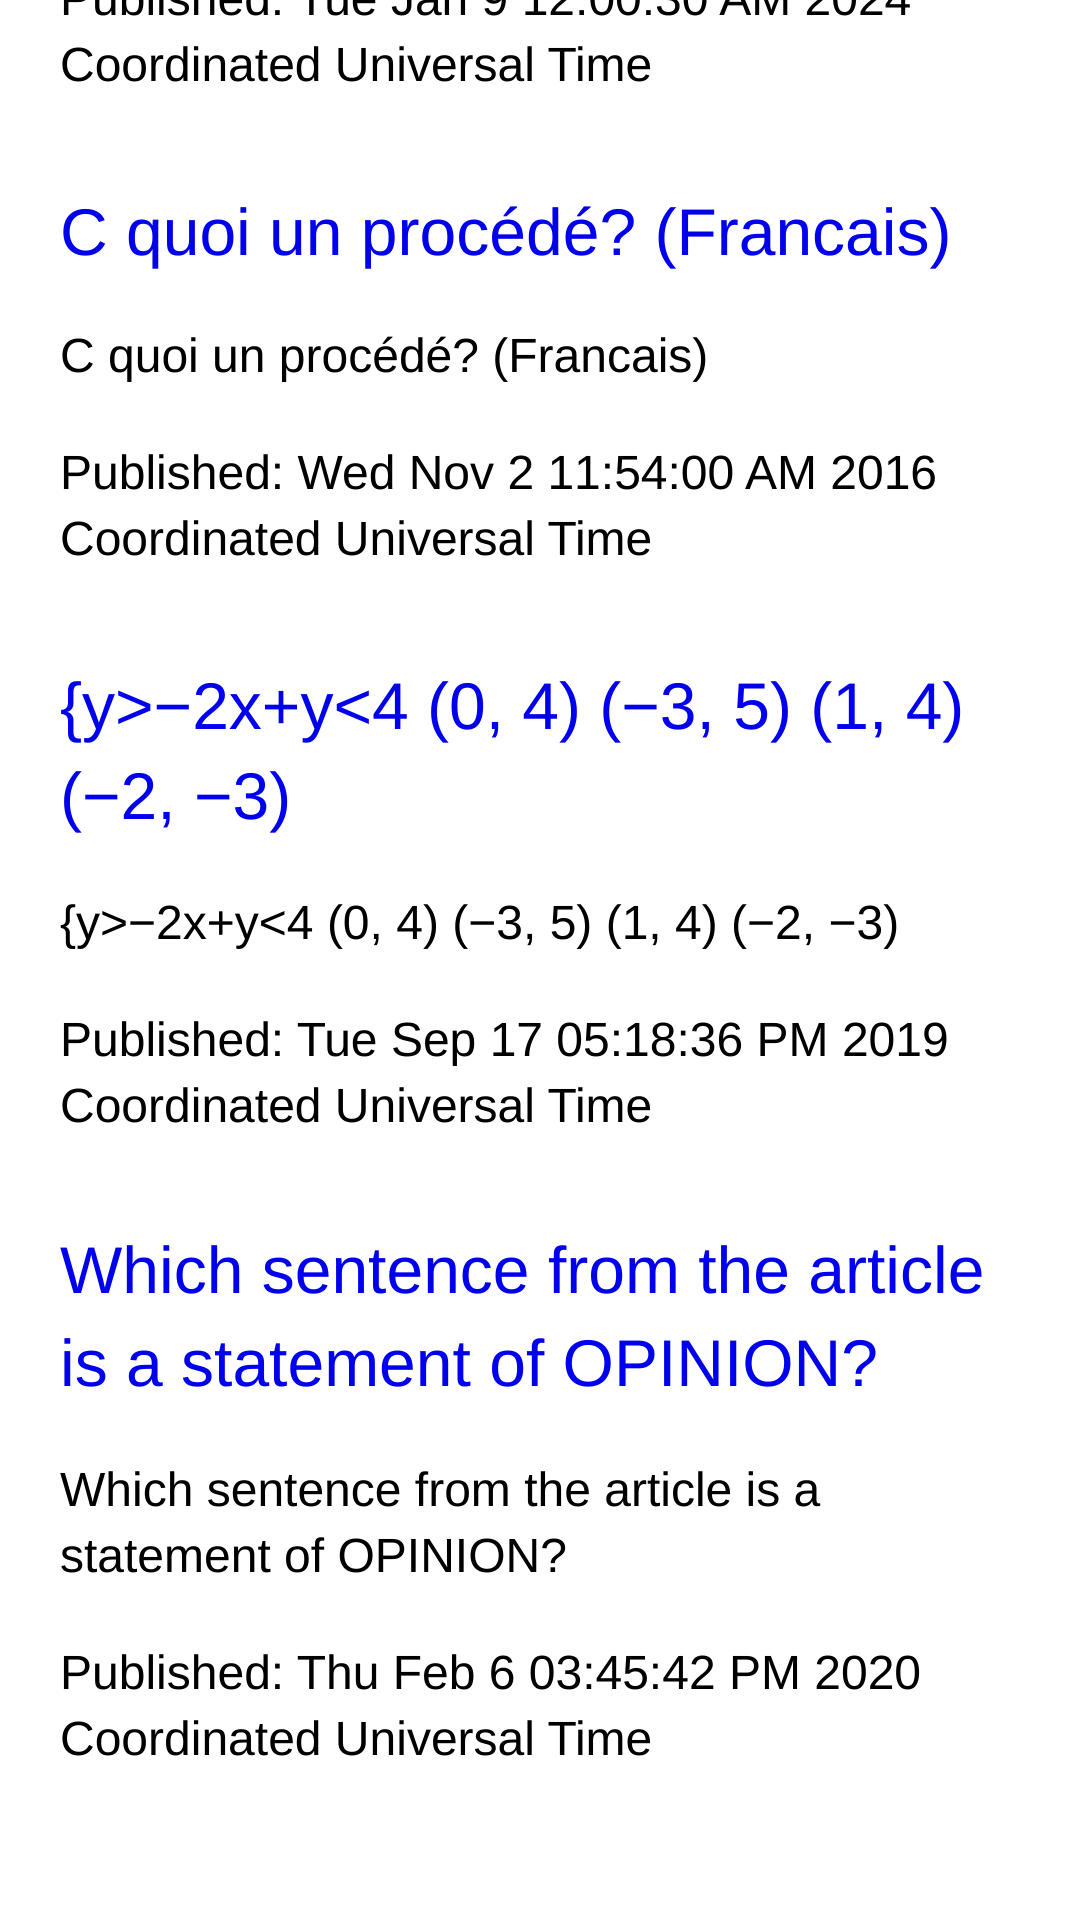 Published: Tue Jan 9 12:00:30 AM 2024
Coordinated Universal Time
C quoi un procédé? (Francais)
C quoi un procédé? (Francais)
Published: Wed Nov 2 11:54:00 AM 2016
Coordinated Universal Time
{y>−2x+y<4 (0, 4) (−3, 5) (1, 4)
(−2, −3)
{y>−2x+y<4 (0, 4) (−3, 5) (1, 4) (−2, −3)
Published: Tue Sep 17 05:18:36 PM 2019
Coordinated Universal Time
Which sentence from the article
is a statement of OPINION?
Which sentence from the article is a
statement of OPINION?
Published: Thu Feb 6 03:45:42 PM 2020
Coordinated Universal Time